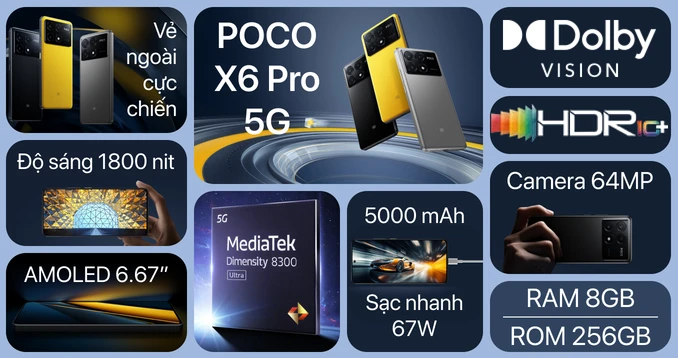 Vẻ
ngoài
cực
chiến
POCO
X6 Pro
5G
Dolby
VISION
HDR10+
Độ sáng 1800 nit
Camera 64MP
5G
MediaTek
Dimensity 8300
Ultra
5000 mAh
Sạc nhanh
67W
AMOLED 6.67”
RAM 8GB
ROM 256GB